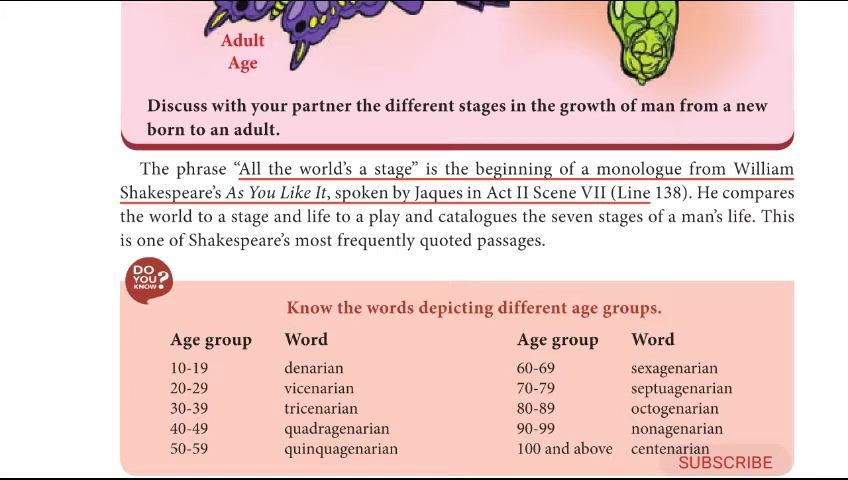 Adult
Age
Discuss with your partner the different stages in the growth of man from a new
born to an adult.
The phrase “All the world’s a stage” is the beginning of a monologue from William
Shakespeare’s As You Like It, spoken by Jaques in Act II Scene VII (Line 138). He compares
the world to a stage and life to a play and catalogues the seven stages of a man’s life. This
is one of Shakespeare’s most frequently quoted passages.
DO
YOU
KNOW ?
Know the words depicting different age groups.
Age group Word Age group Word
10-19 denarian 60-69 sexagenarian
20-29 vicenarian 70-79 septuagenarian
30-39 tricenarian 80-89 octogenarian
40-49 quadragenarian 90-99 nonagenarian
50-59 quinquagenarian 100 and above centenarian
SUBSCRIBE